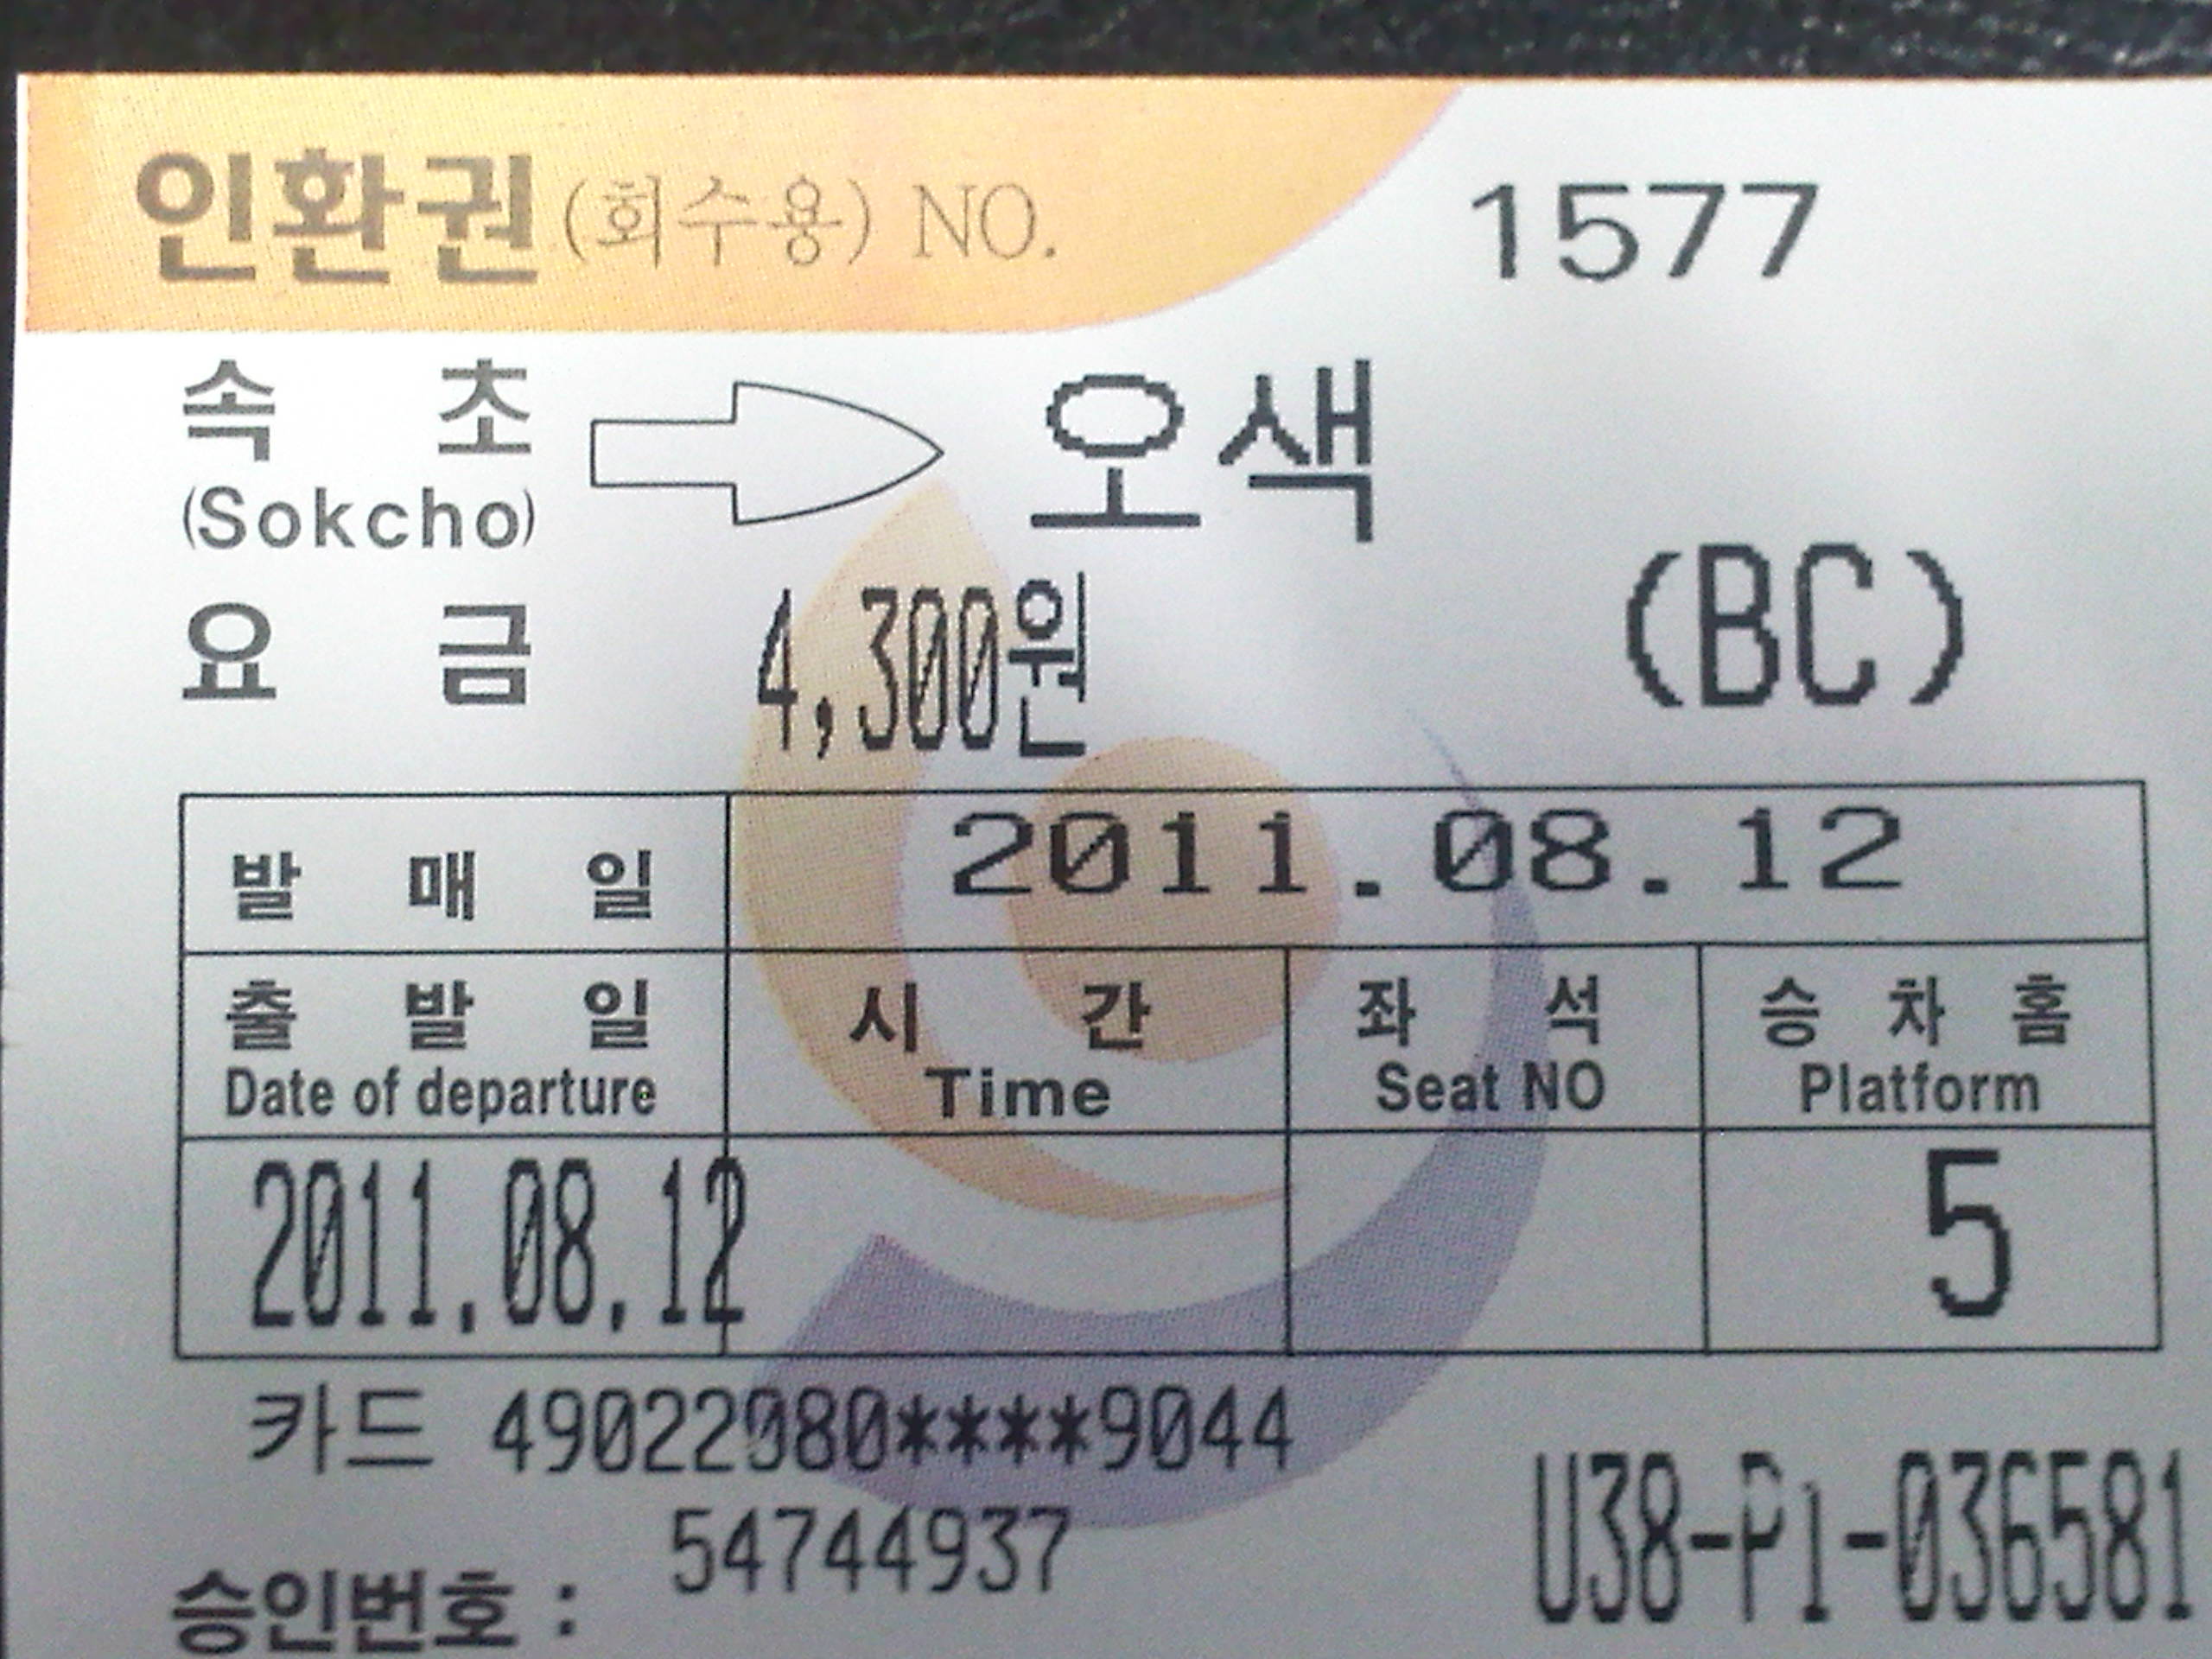 인환권(회수용) NO. 1577
속 초 오색
(Sokcho)
요 금 4,300원 (BC)
발 매 일 2011.08.12
출 발 일 시 간 좌 석 승 차 홈
Date of departure Time Seat NO Platform
2011.08.12 5
카드 49022080****9044
54744937 U38-P1-036581
승인번호 :